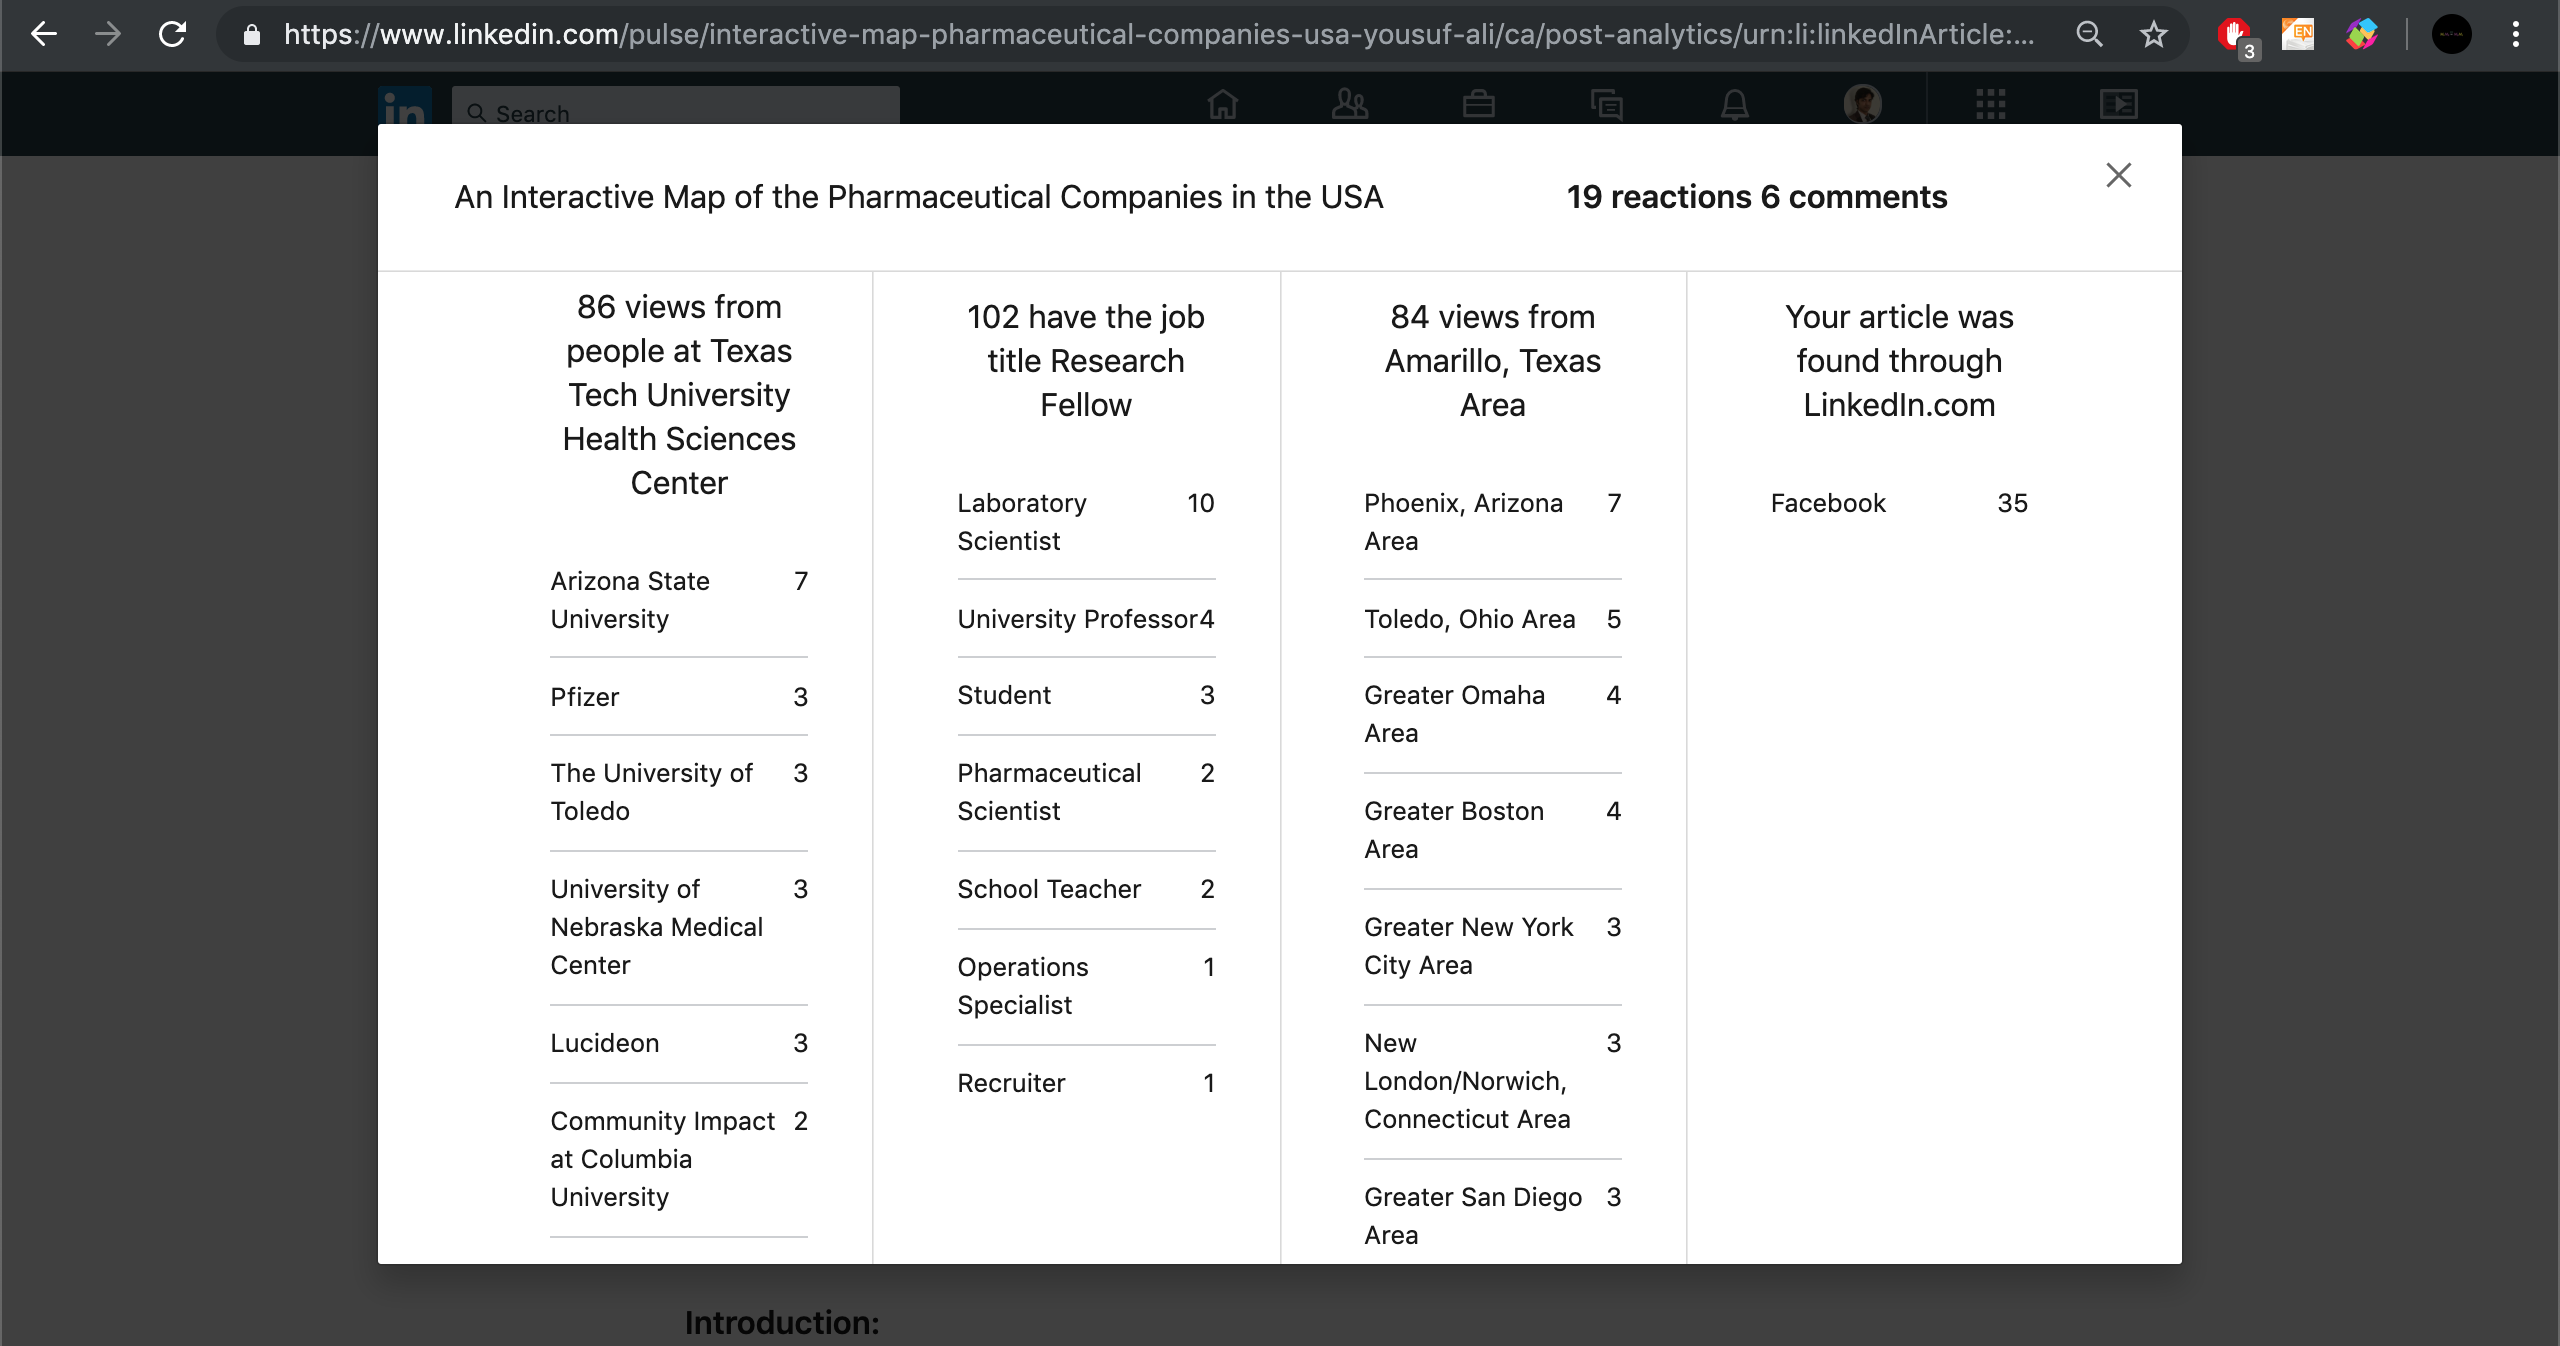 https://www.linkedin.com/pulse/interactive-map-pharmaceutical-companies-usa-yousuf-ali/ca/post-analytics/urn:li:linkedInArticle:...
3
EN
in
Search
An Interactive Map of the Pharmaceutical Companies in the USA
19 reactions 6 comments
86 views from
people at Texas
Tech University
Health Sciences
Center
Arizona State 7
University
Pfizer 3
The University of 3
Toledo
University of 3
Nebraska Medical
Center
Lucideon 3
Community Impact 2
at Columbia
University
102 have the job
title Research
Fellow
Laboratory 10
Scientist
University Professor 4
Student 3
Pharmaceutical 2
Scientist
School Teacher 2
Operations 1
Specialist
Recruiter 1
84 views from
Amarillo, Texas
Area
Phoenix, Arizona 7
Area
Toledo, Ohio Area 5
Greater Omaha 4
Area
Greater Boston 4
Area
Greater New York 3
City Area
New 3
London/Norwich,
Connecticut Area
Greater San Diego 3
Area
Your article was
found through
LinkedIn.com
Facebook 35
Introduction: